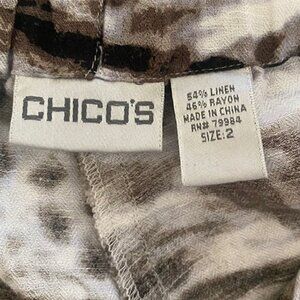 CHICO'S
54% LINEN
46% RAYON
MADE IN CHINA
RN# 79984
SIZE: 2